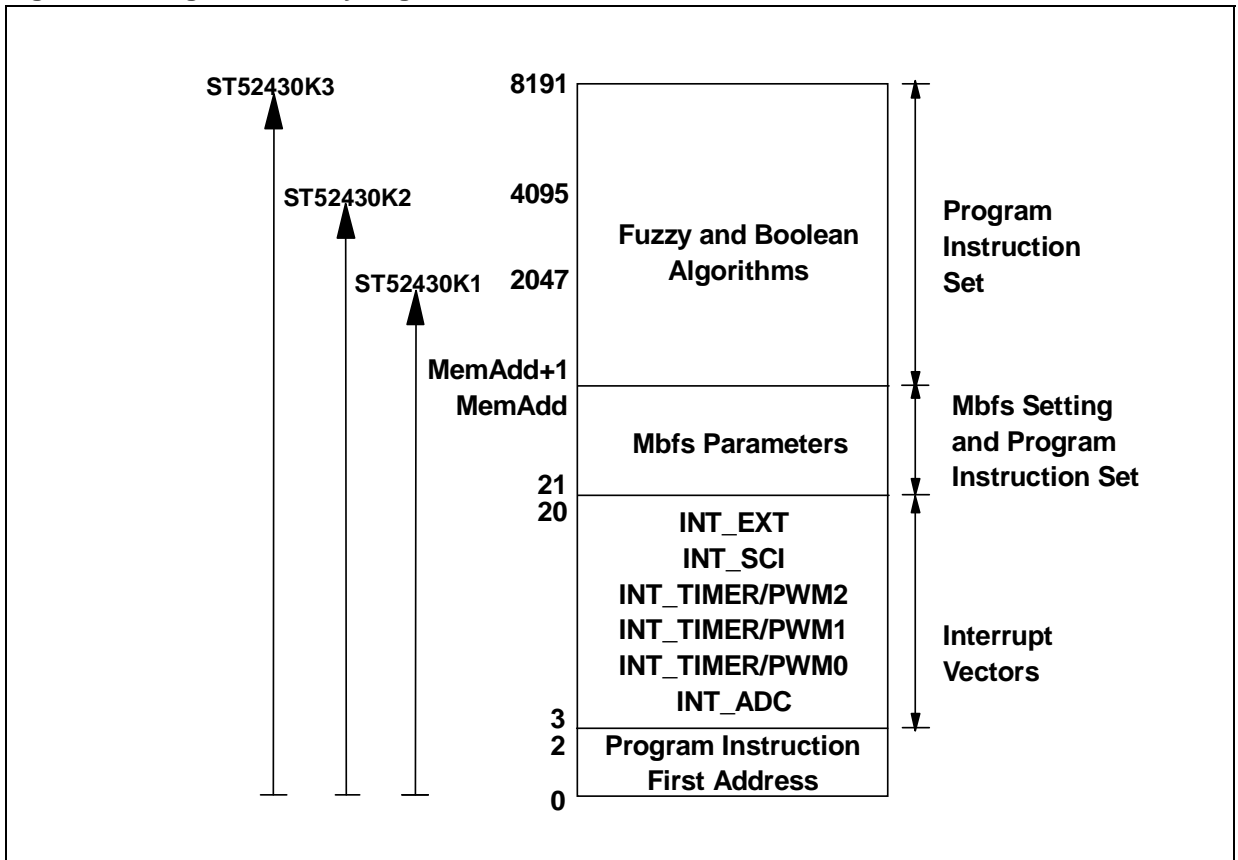 ST52430K3
ST52430K2
ST52430K1
8191
4095
2047
MemAdd+1
MemAdd
21
20
3
2
0
Fuzzy and Boolean
Algorithms
Mbfs Parameters
INT_EXT
INT_SCI
INT_TIMER/PWM2
INT_TIMER/PWM1
INT_TIMER/PWM0
INT_ADC
Program Instruction
First Address
Program
Instruction
Set
Mbfs Setting
and Program
Instruction Set
Interrupt
Vectors